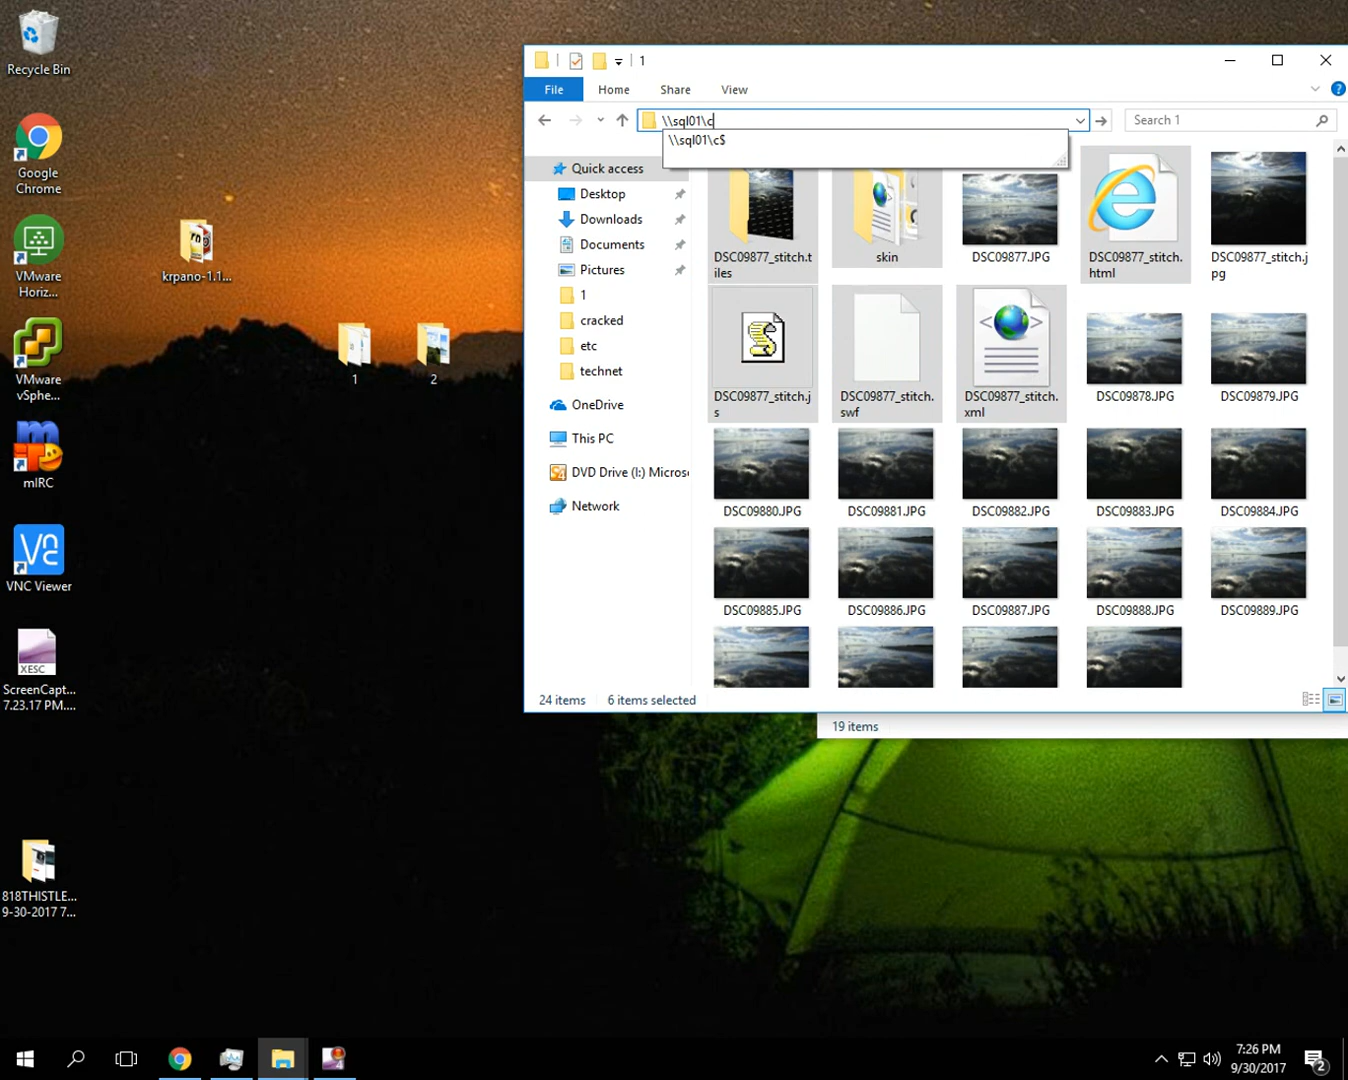 Recycle Bin
Google
Chrome
VMware
Horiz...
VMware
vSphe...
mIRC
VNC Viewer
XESC
ScreenCapt...
7.23.17 PM....
818THISTLE...
9-30-2017 7...
krpano-1.1...
1
2
1
File
Home
Share
View
\\sql01\c
Search 1
\\sql01\c$
Quick access
Desktop
Downloads
Documents
Pictures
1
cracked
etc
technet
OneDrive
This PC
DVD Drive (I:) Micros
Network
DSC09877_stitch.t
iles
skin
DSC09877.JPG
DSC09877_stitch.
html
DSC09877_stitch.j
pg
DSC09877_stitch.j
s
DSC09877_stitch.
swf
DSC09877_stitch.
xml
DSC09878.JPG
DSC09879.JPG
DSC09880.JPG
DSC09881.JPG
DSC09882.JPG
DSC09883.JPG
DSC09884.JPG
DSC09885.JPG
DSC09886.JPG
DSC09887.JPG
DSC09888.JPG
DSC09889.JPG
24 items
6 items selected
19 items
7:26 PM
9/30/2017
2